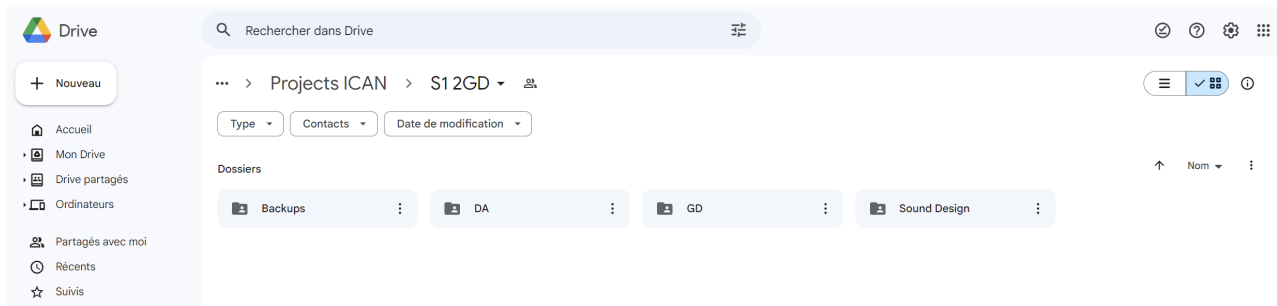 Drive
Rechercher dans Drive
Nouveau
... > Projects ICAN > S1 2GD
Type Contacts Date de modification
Accueil
Mon Drive
Drive partagés
Ordinateurs
Partagés avec moi
Récents
Suivis
Dossiers
Nom
Backups
DA
GD
Sound Design